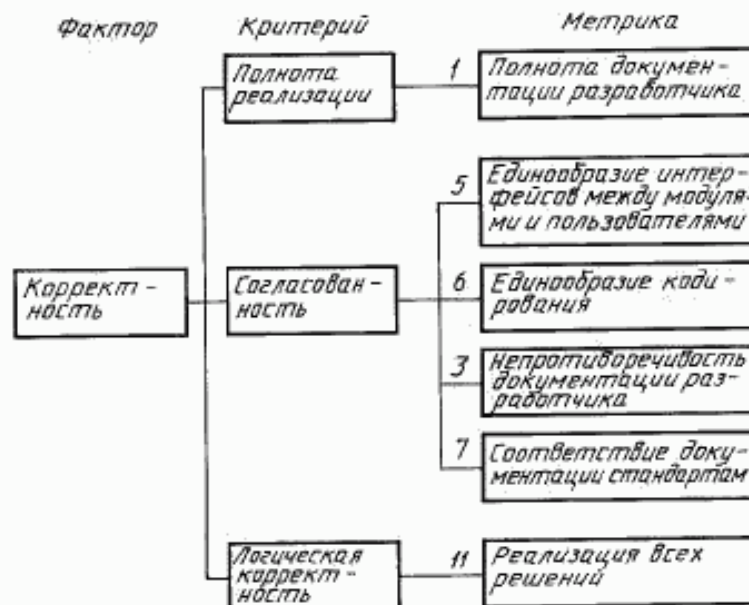 Фактор Критерий Метрика
Полнота
реализации
1
Полнота докумен-
тации разработчика
5
Единообразие интер-
фейсов между модуля-
ми и пользователями
Коррект-
ность
Согласован-
ность
6
Единообразие коди-
рования
3
Непротиворечивость
документации раз-
работчика
7
Соответствие доку-
ментации стандартам
Логическая
коррект-
ность
11
Реализация всех
решений